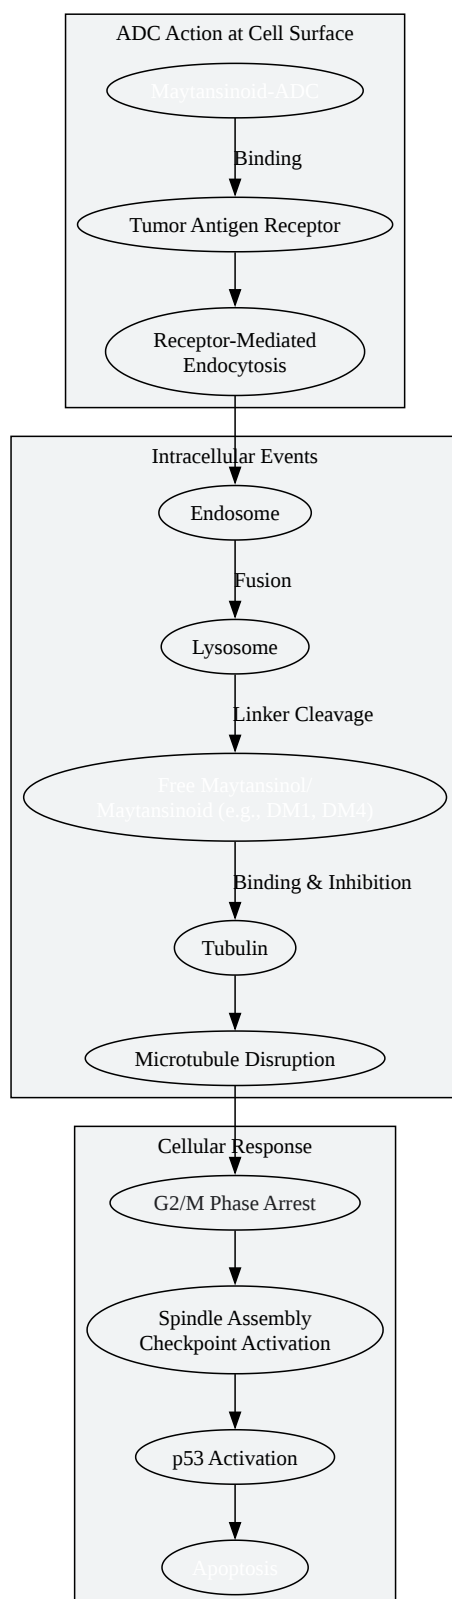 ADC Action at Cell Surface
Maytansinoid-ADC
Binding
Tumor Antigen Receptor
Receptor-Mediated
Endocytosis
Intracellular Events
Endosome
Fusion
Lysosome
Linker Cleavage
Free Maytansinol/
Maytansinoid (e.g., DM1, DM4)
Binding & Inhibition
Tubulin
Microtubule Disruption
Cellular Response
G2/M Phase Arrest
Spindle Assembly
Checkpoint Activation
p53 Activation
Apoptosis